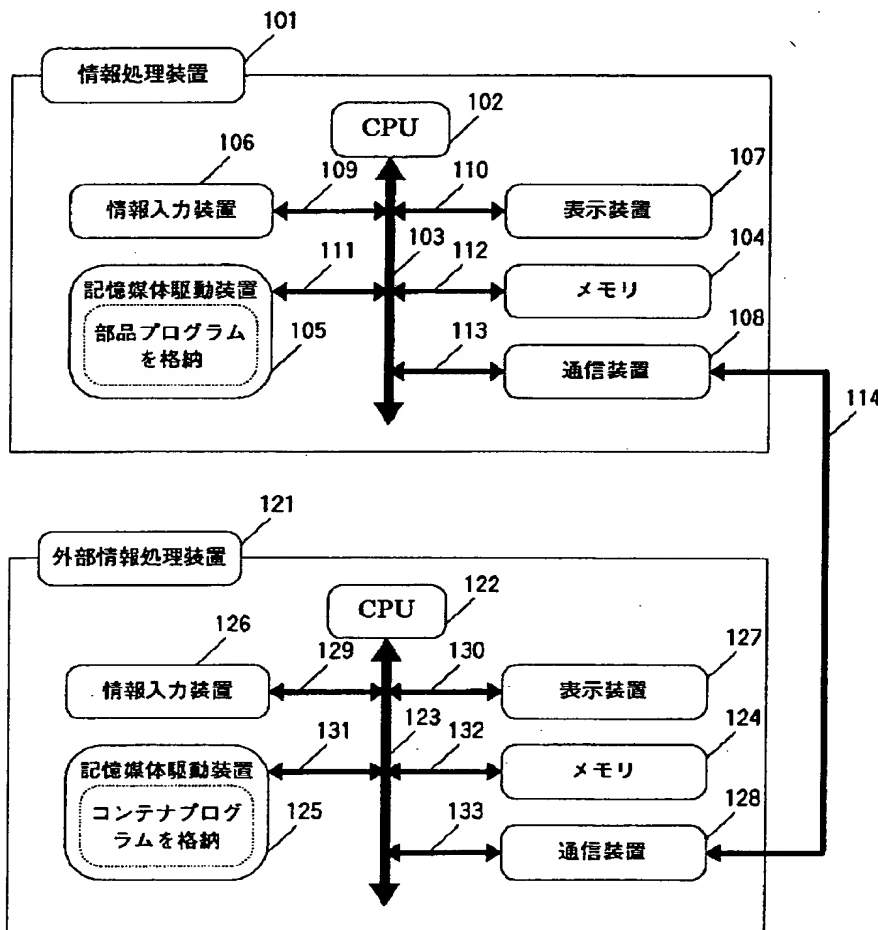 101
情報処理装置
102
CPU
106
109
110
107
情報入力装置
表示装置
103
111
112
104
記憶媒体駆動装置
メモリ
部品プログラム
を格納
105
113
108
通信装置
114
121
外部情報処理装置
122
CPU
126
129
130
127
情報入力装置
表示装置
123
131
132
124
記憶媒体駆動装置
メモリ
コンテナプログ
ラムを格納
125
133
128
通信装置